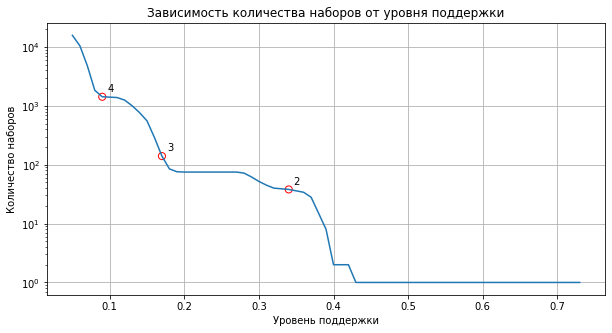 Зависимость количества наборов от уровня поддержки
Количество наборов
10⁴
10³
10²
10¹
10⁰
4
3
2
0.1 0.2 0.3 0.4 0.5 0.6 0.7
Уровень поддержки